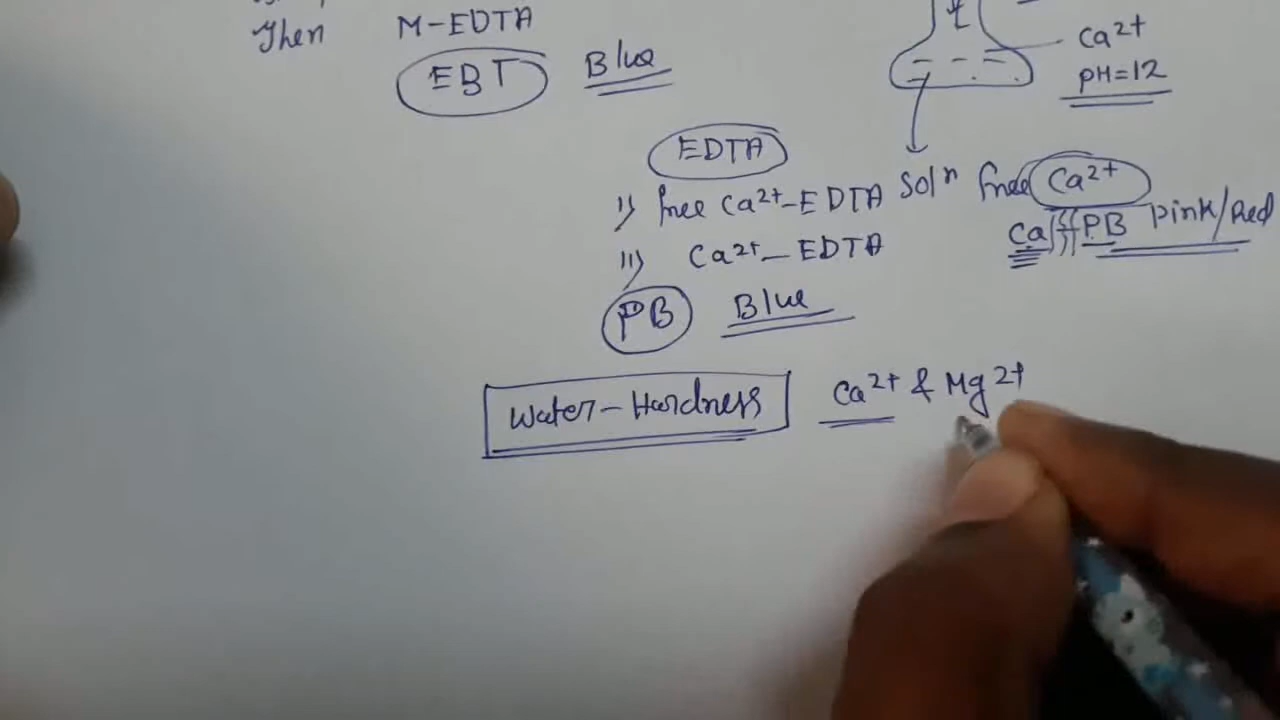 Then M-EDTA
EBT Blue
Ca2+
pH=12
EDTA
i) free Ca2+-EDTA Soln free Ca2+
Ca PB Pink/Red
ii) Ca2+-EDTA
PB Blue
Water-Hardness Ca2+ & Mg2+